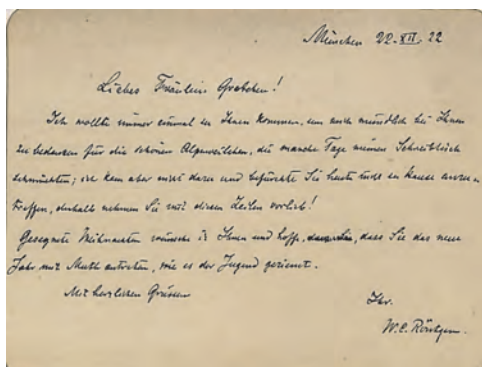 München 22.XII.22
Liebes Fräulein Gretchen!
Ich wollte immer einmal zu Ihnen kommen, um mich mündlich bei Ihnen
zu bedanken für die schönen Alpenveilchen, die manche Tage meinen Schreibtisch
schmückten; ich kam aber nicht dazu und befürchte Sie heute nicht zu Hause anzu-
treffen, deshalb nehmen Sie mit diesen Zeilen vorlieb!
Gesegnete Weihnachten wünsche ich Ihnen und hoffe, dass Sie das neue
Jahr mit Muth antreten, wie es der Jugend geziemt.
Mit herzlichen Grüssen
Ihr.
W.C. Röntgen.